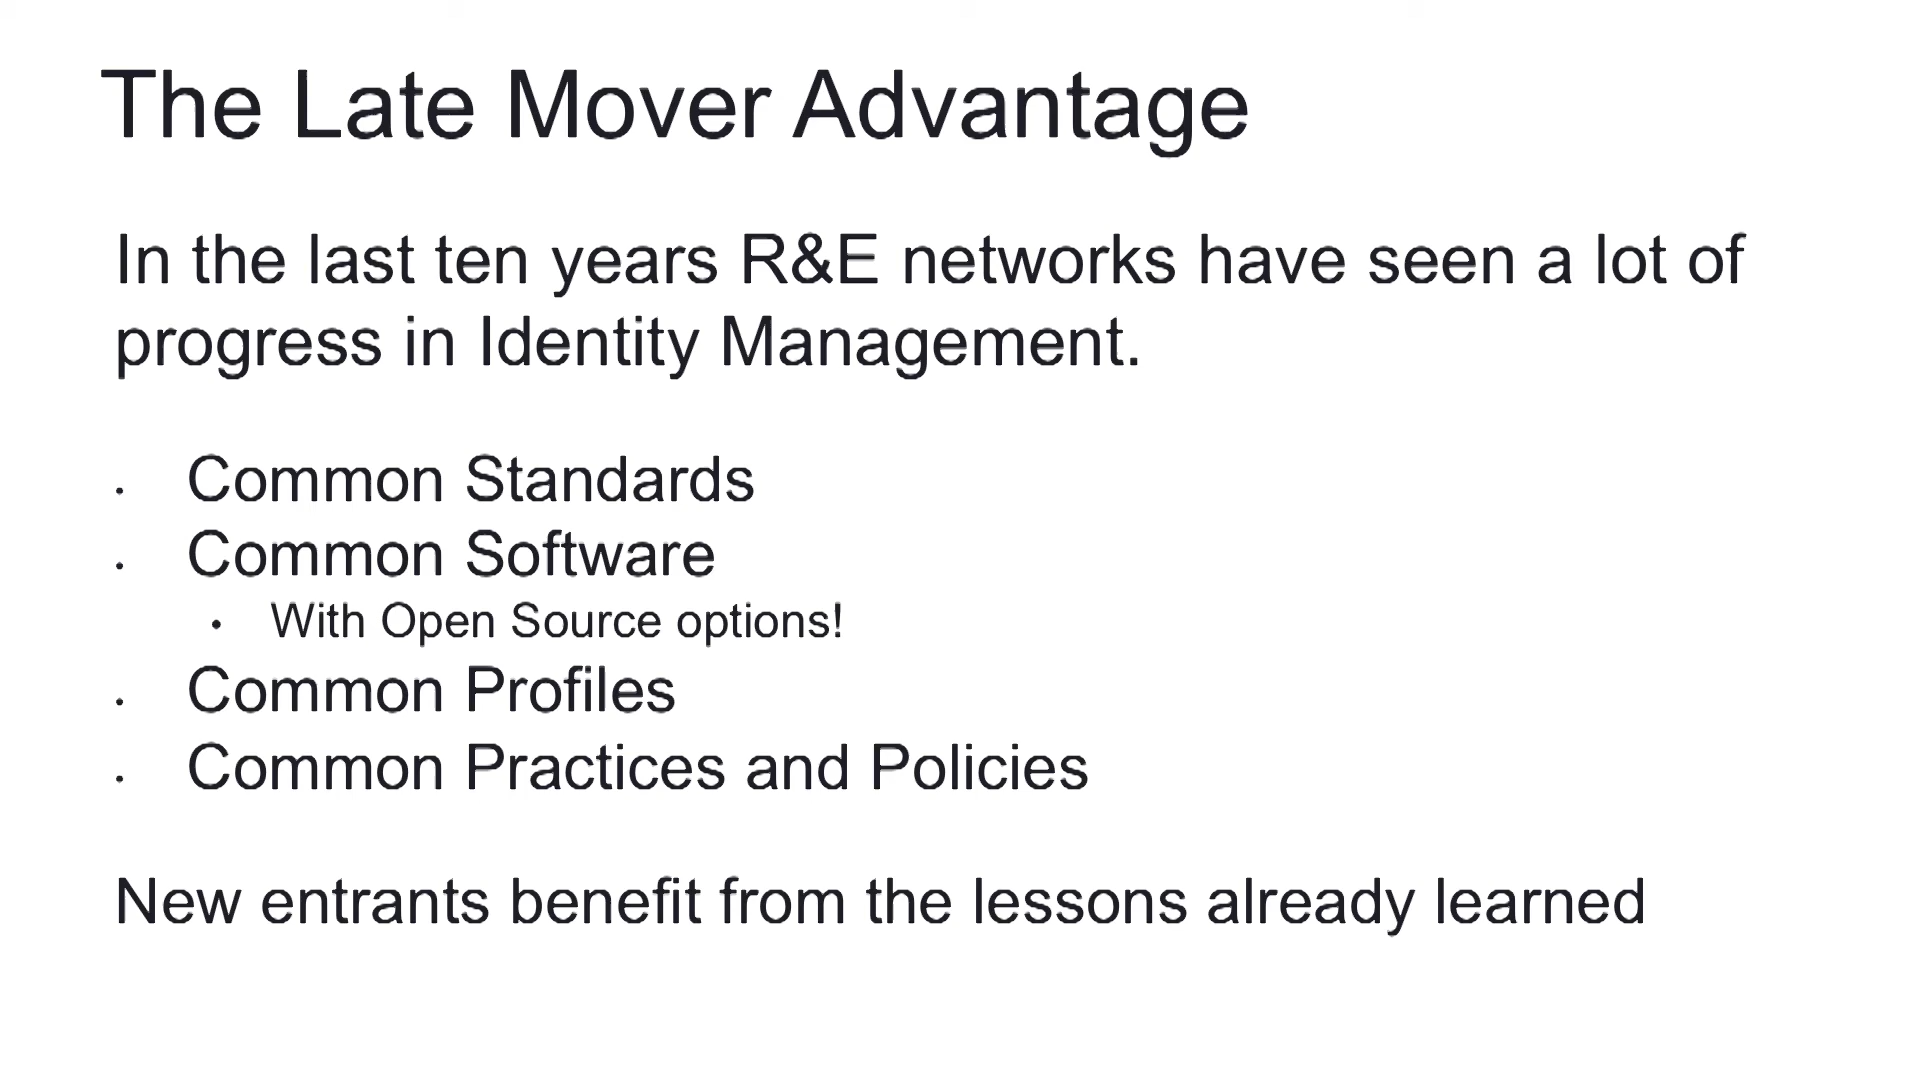 The Late Mover Advantage
In the last ten years R&E networks have seen a lot of
progress in Identity Management.
• Common Standards
• Common Software
• With Open Source options!
• Common Profiles
• Common Practices and Policies
New entrants benefit from the lessons already learned